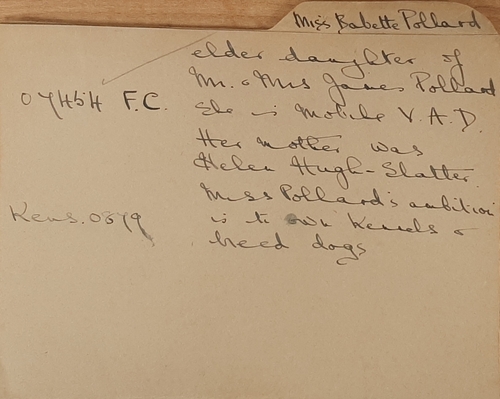 Miss Babette Pollard
elder daughter of
Mr. & Mrs James Pollard
07454 F.C.
She is Mobile V.A.D.
Her mother was
Helen Hugh-Slatter.
Miss Pollard's ambition
Kens. 0879
is to own Kennels &
breed dogs